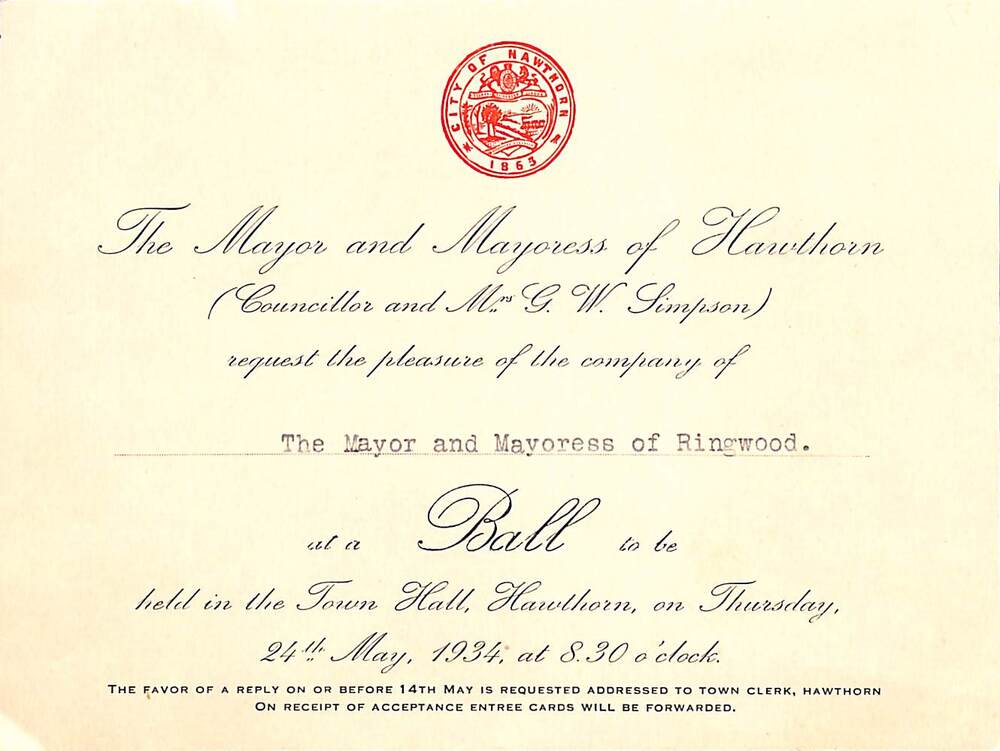 CITY OF HAWTHORN
1863
The Mayor and Mayoress of Hawthorn
(Councillor and Mrs G. W. Simpson)
request the pleasure of the company of
The Mayor and Mayoress of Ringwood.
at a Ball to be
held in the Town Hall, Hawthorn, on Thursday,
24th May, 1934, at 8.30 o'clock.
THE FAVOR OF A REPLY ON OR BEFORE 14TH MAY IS REQUESTED ADDRESSED TO TOWN CLERK, HAWTHORN
ON RECEIPT OF ACCEPTANCE ENTREE CARDS WILL BE FORWARDED.